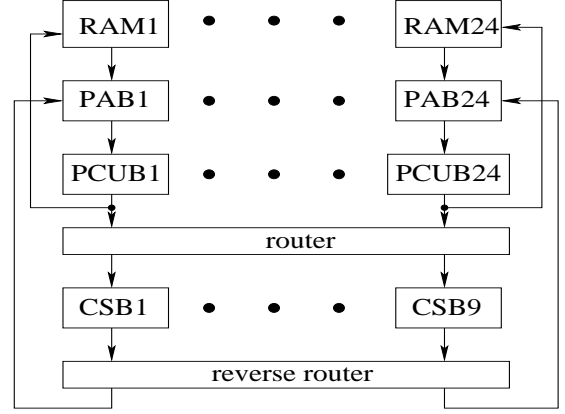 RAM1 RAM24
PAB1 PAB24
PCUB1 PCUB24
router
CSB1 CSB9
reverse router